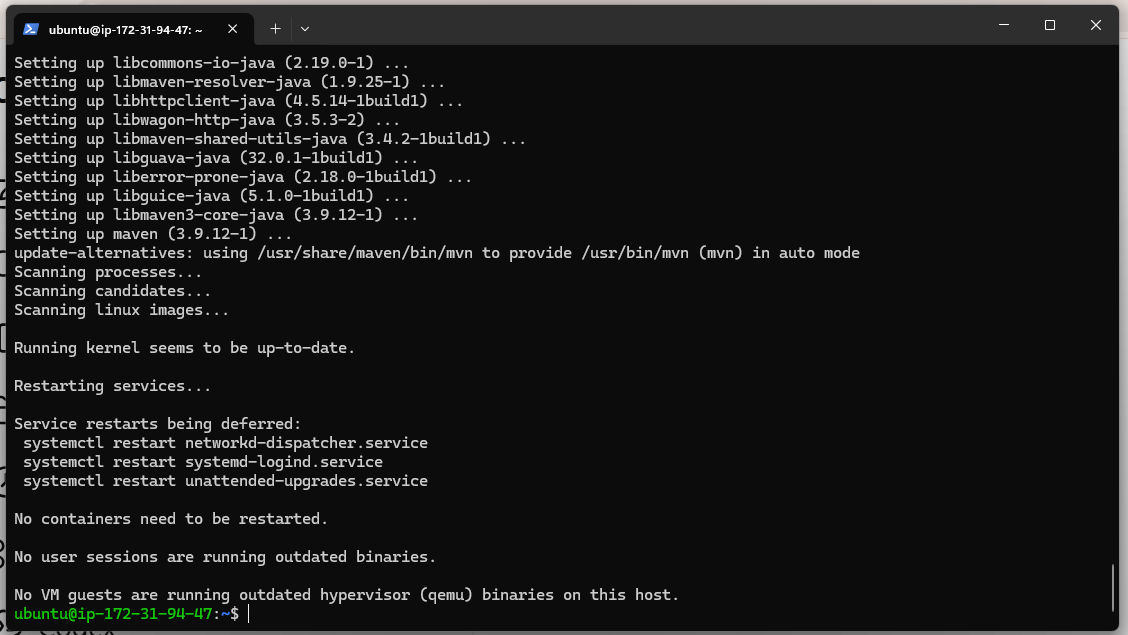 ubuntu@ip-172-31-94-47: ~
Setting up libcommons-io-java (2.19.0-1) ...
Setting up libmaven-resolver-java (1.9.25-1) ...
Setting up libhttpclient-java (4.5.14-1build1) ...
Setting up libwagon-http-java (3.5.3-2) ...
Setting up libmaven-shared-utils-java (3.4.2-1build1) ...
Setting up libguava-java (32.0.1-1build1) ...
Setting up liberror-prone-java (2.18.0-1build1) ...
Setting up libguice-java (5.1.0-1build1) ...
Setting up libmaven3-core-java (3.9.12-1) ...
Setting up maven (3.9.12-1) ...
update-alternatives: using /usr/share/maven/bin/mvn to provide /usr/bin/mvn (mvn) in auto mode
Scanning processes...
Scanning candidates...
Scanning linux images...
Running kernel seems to be up-to-date.
Restarting services...
Service restarts being deferred:
 systemctl restart networkd-dispatcher.service
 systemctl restart systemd-logind.service
 systemctl restart unattended-upgrades.service
No containers need to be restarted.
No user sessions are running outdated binaries.
No VM guests are running outdated hypervisor (qemu) binaries on this host.
ubuntu@ip-172-31-94-47:~$